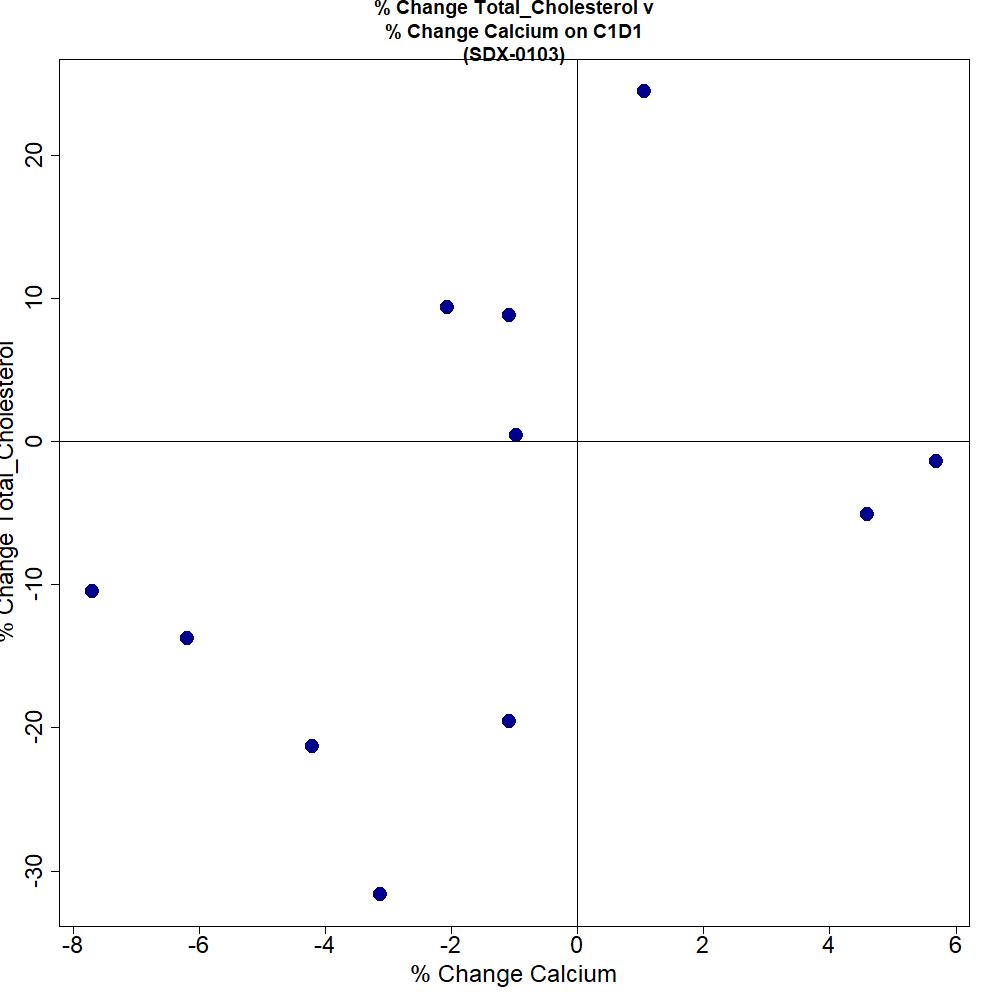 % Change Total_Cholesterol v
% Change Calcium on C1D1
(SDX-0103)
% Change Total_Cholesterol
20
10
0
-10
-20
-30
-8 -6 -4 -2 0 2 4 6
% Change Calcium